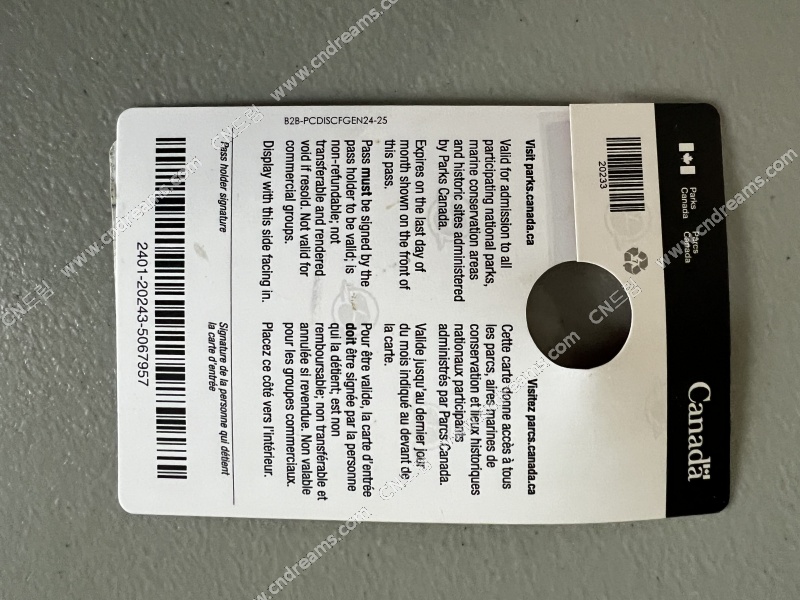 Parks
Canada
Parcs
Canada
Canada
20233
Visit parks.canada.ca
Valid for admission to all
participating national parks,
marine conservation areas
and historic sites administered
by Parks Canada.
Expires on the last day of
month shown on the front of
this pass.
Pass must be signed by the
pass holder to be valid; is
non-refundable; not
transferable and rendered
void if resold. Not valid for
commercial groups.
Display with this side facing in.
Visitez parcs.canada.ca
Cette carte donne accès à tous
les parcs, aires marines de
conservation et lieux historiques
nationaux participants
administrés par Parcs Canada.
Valide jusqu'au dernier jour
du mois indiqué au devant de
la carte.
Pour être valide, la carte d'entrée
doit être signée par la personne
qui la détient; est non
remboursable; non transférable et
annulée si revendue. Non valable
pour les groupes commerciaux.
Placez ce côté vers l'intérieur.
B2B-PCDISCFGEN24-25
Pass holder signature
Signature de la personne qui détient
la carte d'entrée
2401-20243-5067957
CN드림 www.cndreams.com